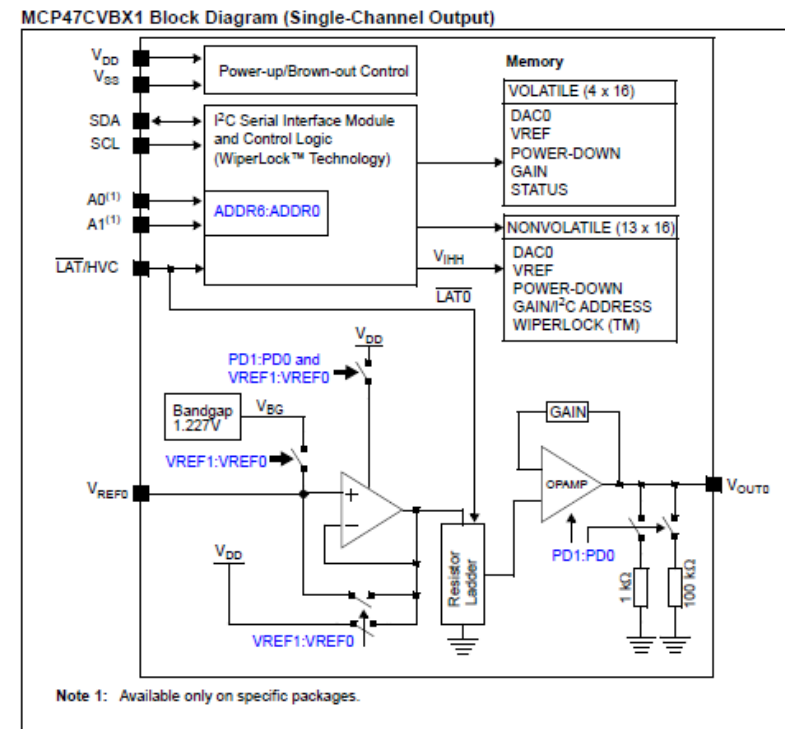 MCP47CVBX1 Block Diagram (Single-Channel Output)
VDD
VSS
Power-up/Brown-out Control
SDA
SCL
I²C Serial Interface Module
and Control Logic
(WiperLock™ Technology)
A0(1)
A1(1)
ADDR6:ADDR0
LAT/HVC
Memory
VOLATILE (4 x 16)
DAC0
VREF
POWER-DOWN
GAIN
STATUS
NONVOLATILE (13 x 16)
DAC0
VREF
POWER-DOWN
GAIN/I²C ADDRESS
WIPERLOCK (TM)
VIHH
LAT0
VDD
PD1:PD0 and
VREF1:VREF0
Bandgap
1.227V
VBG
VREF1:VREF0
VREF0
+
−
VDD
VREF1:VREF0
Resistor
Ladder
GAIN
OPAMP
VOUT0
PD1:PD0
1 kΩ
100 kΩ
Note 1: Available only on specific packages.